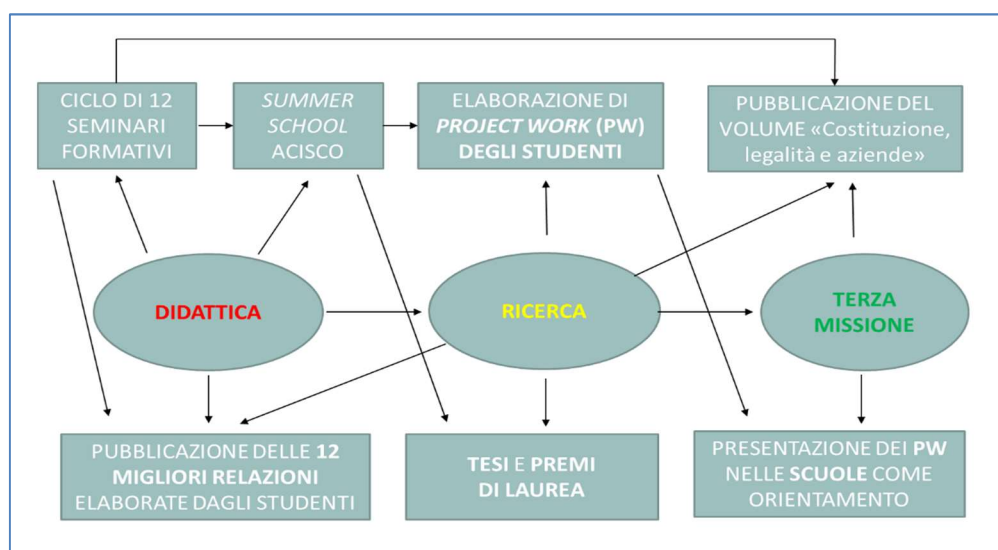 CICLO DI 12
SEMINARI
FORMATIVI
SUMMER
SCHOOL
ACISCO
ELABORAZIONE DI
PROJECT WORK (PW)
DEGLI STUDENTI
PUBBLICAZIONE DEL
VOLUME «Costituzione,
legalità e aziende»
DIDATTICA
RICERCA
TERZA
MISSIONE
PUBBLICAZIONE DELLE 12
MIGLIORI RELAZIONI
ELABORATE DAGLI STUDENTI
TESI E PREMI
DI LAUREA
PRESENTAZIONE DEI PW
NELLE SCUOLE COME
ORIENTAMENTO